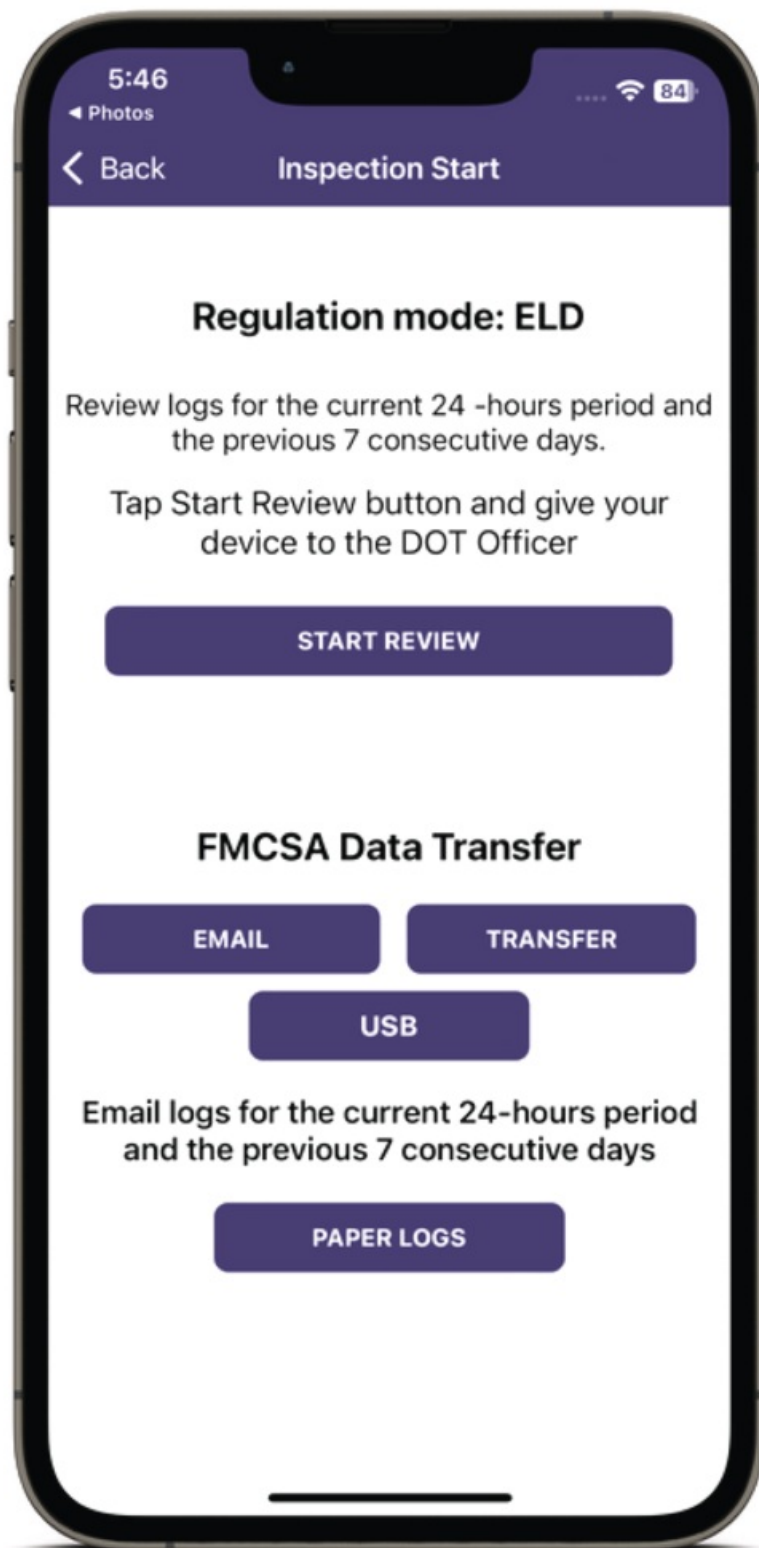 5:46
◀ Photos
84
Back
Inspection Start
Regulation mode: ELD
Review logs for the current 24 -hours period and
the previous 7 consecutive days.
Tap Start Review button and give your
device to the DOT Officer
START REVIEW
FMCSA Data Transfer
EMAIL
TRANSFER
USB
Email logs for the current 24-hours period
and the previous 7 consecutive days
PAPER LOGS